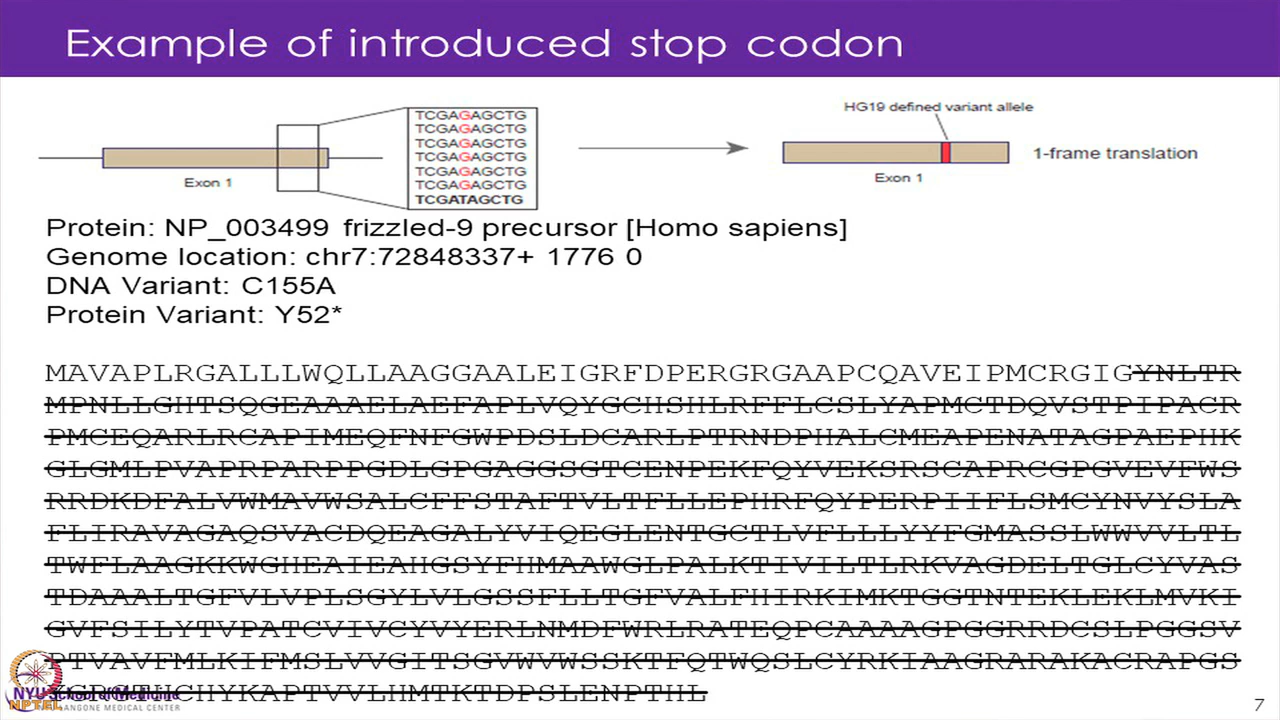 Example of introduced stop codon
TCGAGAGCTG
TCGAGAGCTG
TCGAGAGCTG
TCGAGAGCTG
TCGAGAGCTG
TCGAGAGCTG
TCGATAGCTG
Exon 1
HG19 defined variant allele
1-frame translation
Exon 1
Protein: NP_003499 frizzled-9 precursor [Homo sapiens]
Genome location: chr7:72848337+ 1776 0
DNA Variant: C155A
Protein Variant: Y52*
MAVAPLRGALLLWQLLAAGGAALEIGRFDPERGRGAAPCQAVEIPMCRGIGYNLTR
MPNLLGHTSQGEAAAELAEFAPLVQYGCHSHLRFFLCSLYAPMCTDQVSTPIPACR
PMCEQARLRCAPIMEQFNFGWPDSLDCARLPTRNDPHALCMEAPENATAGPAEPHK
GLGMLPVAPRPARPPGDLGPGAGGSGTCENPEKFQYVEKSRSCAPRCGPGVEVFWS
RRDKDFALVWMAVWSALCFFSTAFTVLTFLLEPHRFQYPERPIIFLSMCYNVYSLA
FLIRAVAGAQSVACDQEAGALYVIQEGLENTGCTLVFLLLYYFGMASSLWWVVLTL
TWFLAAGKKWGHEAIEAHGSYFHMAAWGLPALKTIVILTLRKVAGDELTGLCYVAS
TDAAALTGFVLVPLSGYLVLGSSFLLTGFVALFHIRKIMKTGGTNTEKLEKLMVKI
GVFSILYTVPATCVIVCYVYERLNMDFWRLRATEQPCAAAAGPGGRRDCSLPGGSV
PTVAVFMLKIFMSLVVGITSGVWVWSSKTFQTWQSLCYRKIAAGRARAKACRAPGS
CHYKAPTVVLHMTKTDPSLENPTHL
NYU School of Medicine
NYU LANGONE MEDICAL CENTER
NPTEL
7